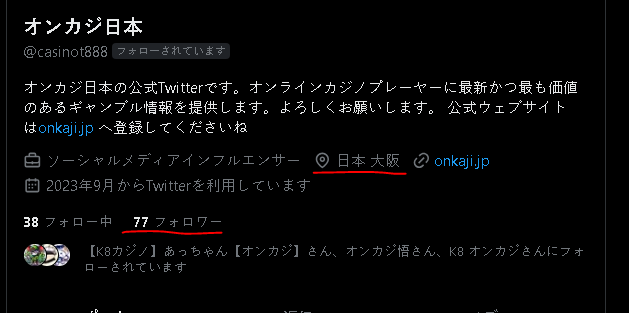 オンカジ日本
@casinot888 フォローされています
オンカジ日本の公式Twitterです。オンラインカジノプレーヤーに最新かつ最も価値
のあるギャンブル情報を提供します。よろしくお願いします。 公式ウェブサイト
はonkaji.jp へ登録してくださいね
ソーシャルメディアインフルエンサー 日本 大阪 onkaji.jp
2023年9月からTwitterを利用しています
38 フォロー中 77 フォロワー
【K8カジノ】あっちゃん【オンカジ】さん、オンカジ悟さん、K8 オンカジさんにフォ
ローされています